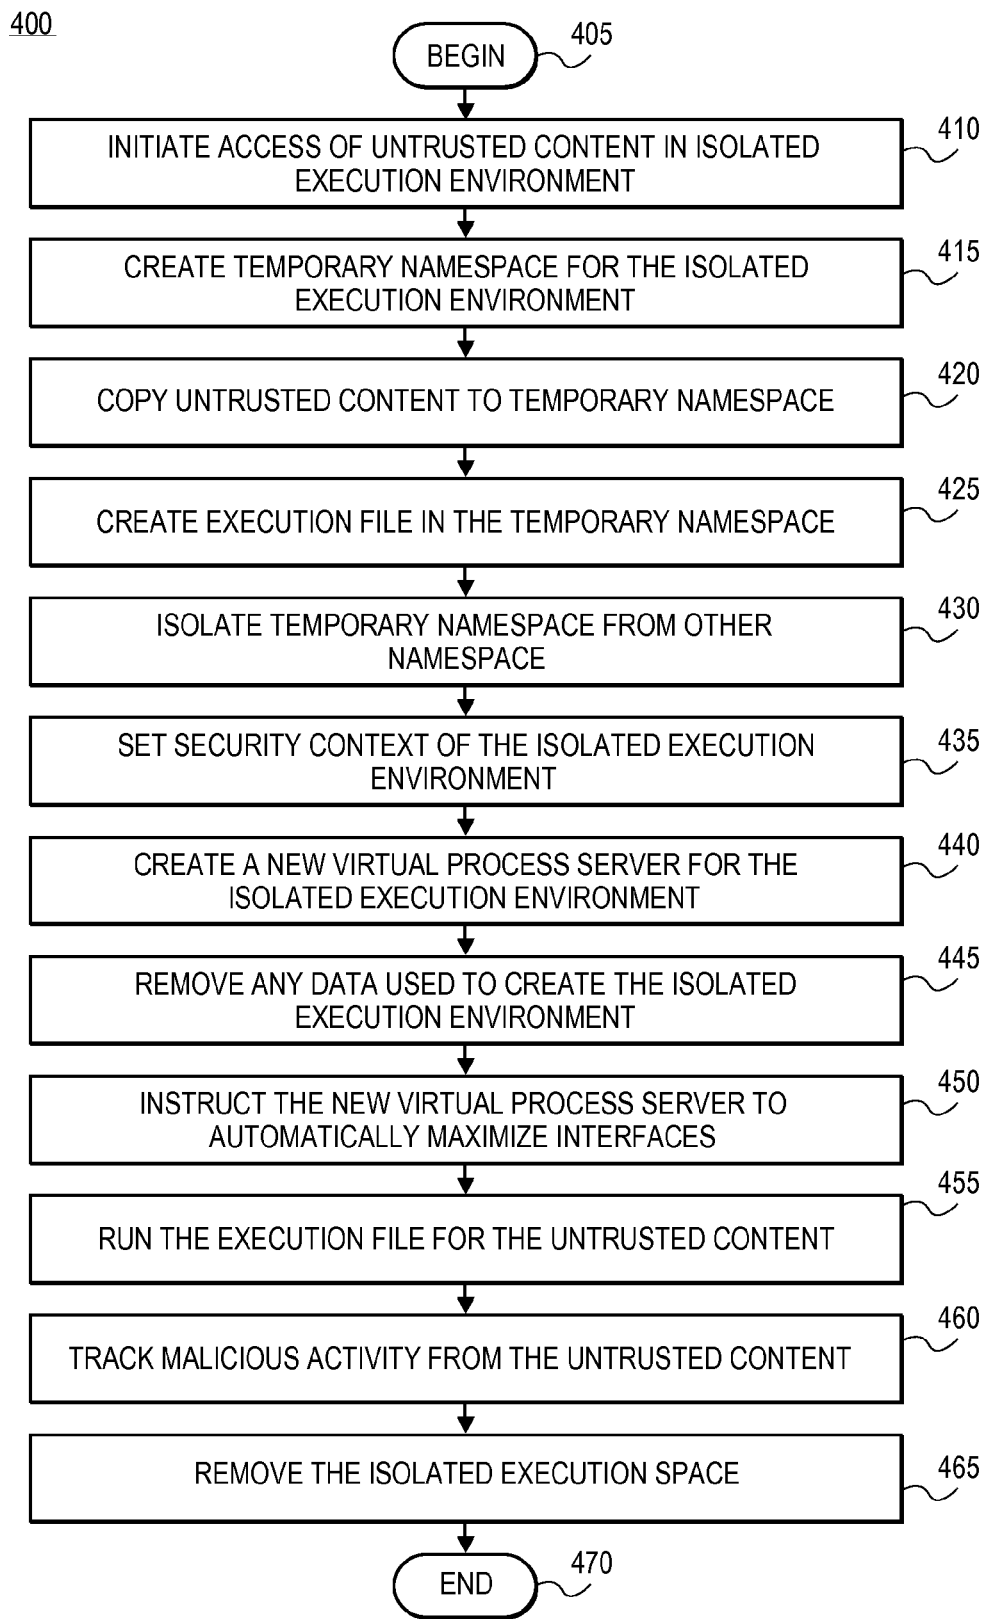 400
BEGIN
405
INITIATE ACCESS OF UNTRUSTED CONTENT IN ISOLATED
EXECUTION ENVIRONMENT
410
CREATE TEMPORARY NAMESPACE FOR THE ISOLATED
EXECUTION ENVIRONMENT
415
COPY UNTRUSTED CONTENT TO TEMPORARY NAMESPACE
420
CREATE EXECUTION FILE IN THE TEMPORARY NAMESPACE
425
ISOLATE TEMPORARY NAMESPACE FROM OTHER
NAMESPACE
430
SET SECURITY CONTEXT OF THE ISOLATED EXECUTION
ENVIRONMENT
435
CREATE A NEW VIRTUAL PROCESS SERVER FOR THE
ISOLATED EXECUTION ENVIRONMENT
440
REMOVE ANY DATA USED TO CREATE THE ISOLATED
EXECUTION ENVIRONMENT
445
INSTRUCT THE NEW VIRTUAL PROCESS SERVER TO
AUTOMATICALLY MAXIMIZE INTERFACES
450
RUN THE EXECUTION FILE FOR THE UNTRUSTED CONTENT
455
TRACK MALICIOUS ACTIVITY FROM THE UNTRUSTED CONTENT
460
REMOVE THE ISOLATED EXECUTION SPACE
465
END
470